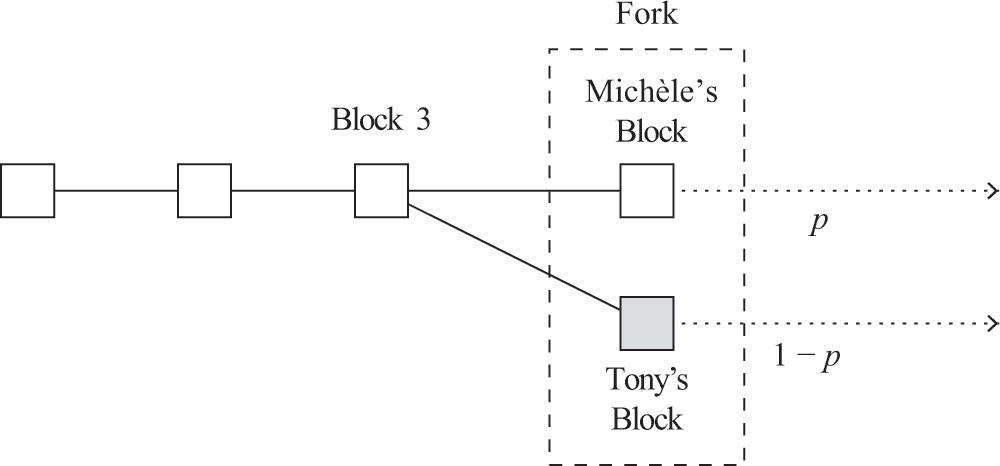 Fork
Michèle’s
Block
Block 3
p
1 − p
Tony’s
Block